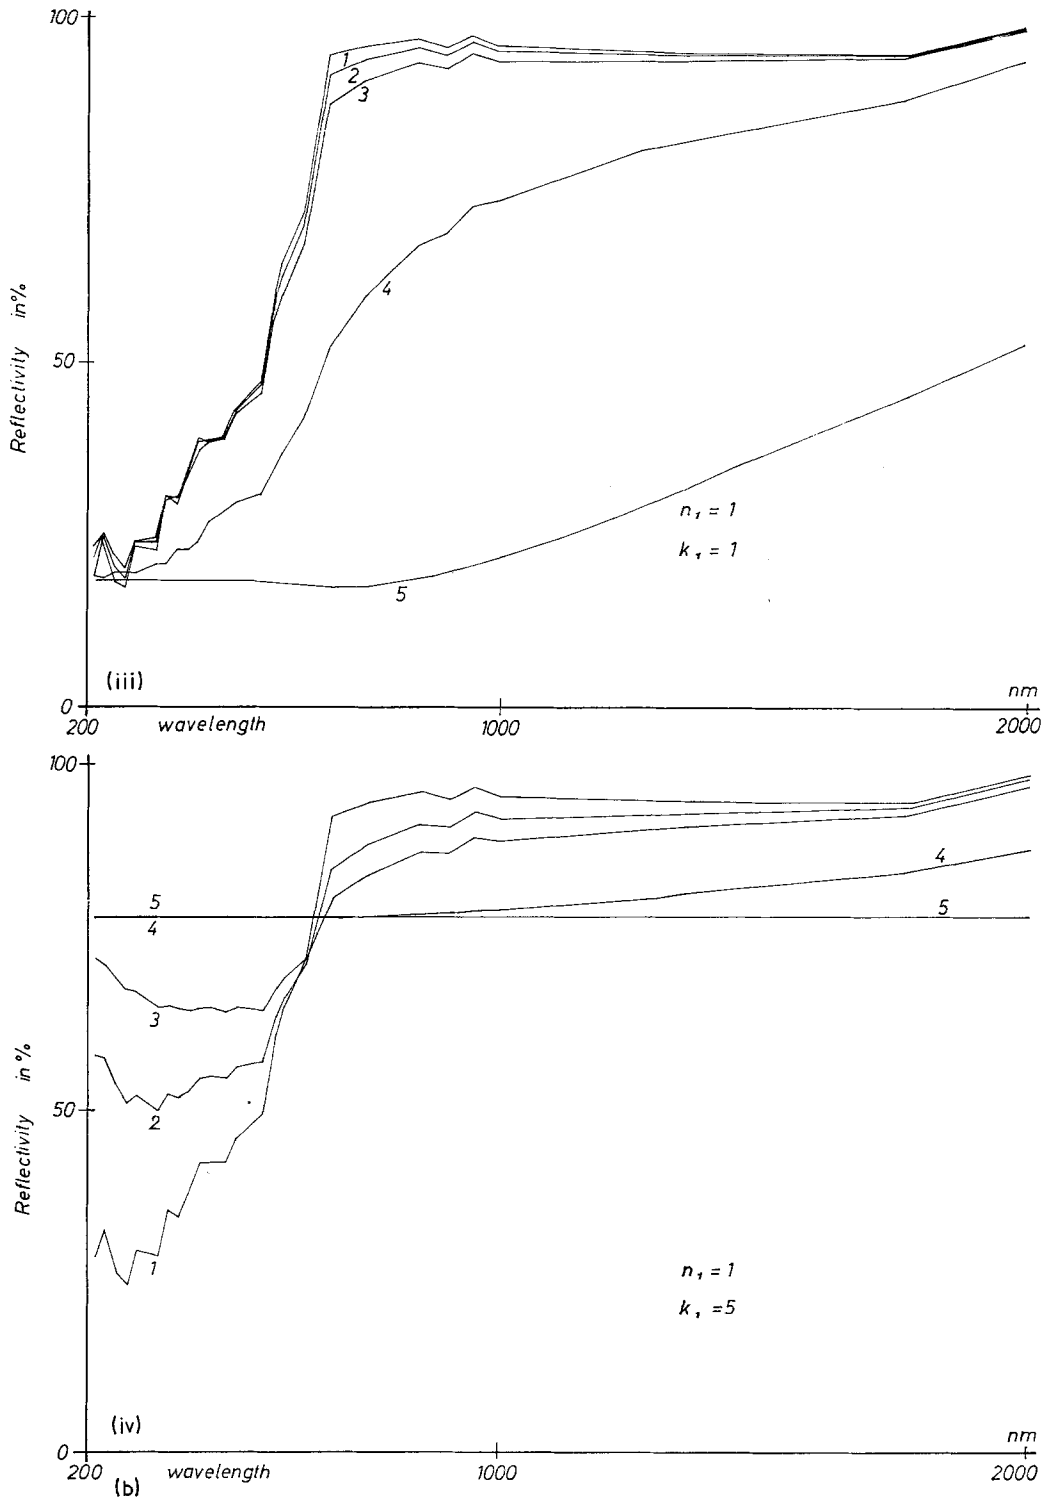 100
1
2
3
4
50
Reflectivity in %
n₁ = 1
k₁ = 1
5
(iii)
nm
0
200 wavelength 1000 2000
100
4
5
5
4
3
2
50
Reflectivity in %
1
n₁ = 1
k₁ = 5
(iv)
nm
0
200 wavelength 1000 2000
(b)